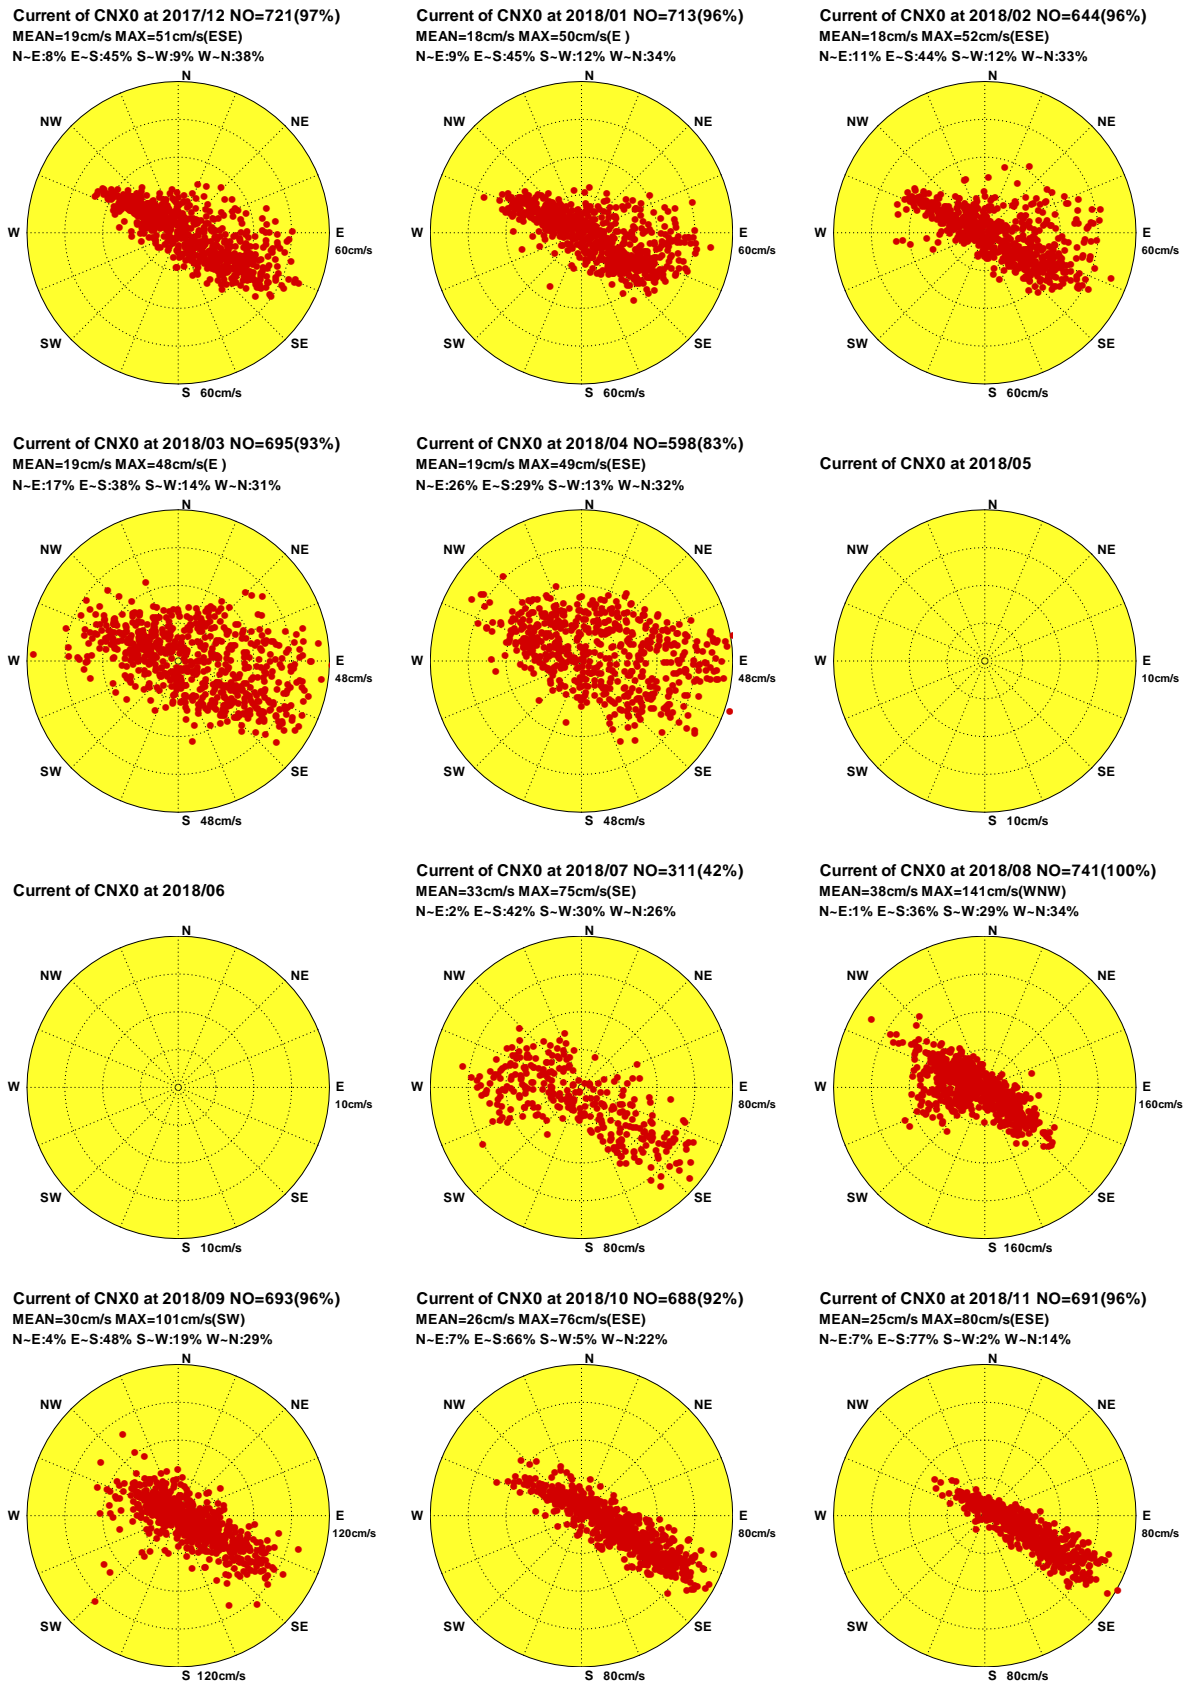 Current of CNX0 at 2017/12 NO=721(97%)
MEAN=19cm/s MAX=51cm/s(ESE)
N~E:8% E~S:45% S~W:9% W~N:38%
N
NW
NE
W
E
60cm/s
SW
SE
S 60cm/s
Current of CNX0 at 2018/01 NO=713(96%)
MEAN=18cm/s MAX=50cm/s(E )
N~E:9% E~S:45% S~W:12% W~N:34%
N
NW
NE
W
E
60cm/s
SW
SE
S 60cm/s
Current of CNX0 at 2018/02 NO=644(96%)
MEAN=18cm/s MAX=52cm/s(ESE)
N~E:11% E~S:44% S~W:12% W~N:33%
N
NW
NE
W
E
60cm/s
SW
SE
S 60cm/s
Current of CNX0 at 2018/03 NO=695(93%)
MEAN=19cm/s MAX=48cm/s(E )
N~E:17% E~S:38% S~W:14% W~N:31%
N
NW
NE
W
E
48cm/s
SW
SE
S 48cm/s
Current of CNX0 at 2018/04 NO=598(83%)
MEAN=19cm/s MAX=49cm/s(ESE)
N~E:26% E~S:29% S~W:13% W~N:32%
N
NW
NE
W
E
48cm/s
SW
SE
S 48cm/s
Current of CNX0 at 2018/05
N
NW
NE
W
E
10cm/s
SW
SE
S 10cm/s
Current of CNX0 at 2018/06
N
NW
NE
W
E
10cm/s
SW
SE
S 10cm/s
Current of CNX0 at 2018/07 NO=311(42%)
MEAN=33cm/s MAX=75cm/s(SE)
N~E:2% E~S:42% S~W:30% W~N:26%
N
NW
NE
W
E
80cm/s
SW
SE
S 80cm/s
Current of CNX0 at 2018/08 NO=741(100%)
MEAN=38cm/s MAX=141cm/s(WNW)
N~E:1% E~S:36% S~W:29% W~N:34%
N
NW
NE
W
E
160cm/s
SW
SE
S 160cm/s
Current of CNX0 at 2018/09 NO=693(96%)
MEAN=30cm/s MAX=101cm/s(SW)
N~E:4% E~S:48% S~W:19% W~N:29%
N
NW
NE
W
E
120cm/s
SW
SE
S 120cm/s
Current of CNX0 at 2018/10 NO=688(92%)
MEAN=26cm/s MAX=76cm/s(ESE)
N~E:7% E~S:66% S~W:5% W~N:22%
N
NW
NE
W
E
80cm/s
SW
SE
S 80cm/s
Current of CNX0 at 2018/11 NO=691(96%)
MEAN=25cm/s MAX=80cm/s(ESE)
N~E:7% E~S:77% S~W:2% W~N:14%
N
NW
NE
W
E
80cm/s
SW
SE
S 80cm/s